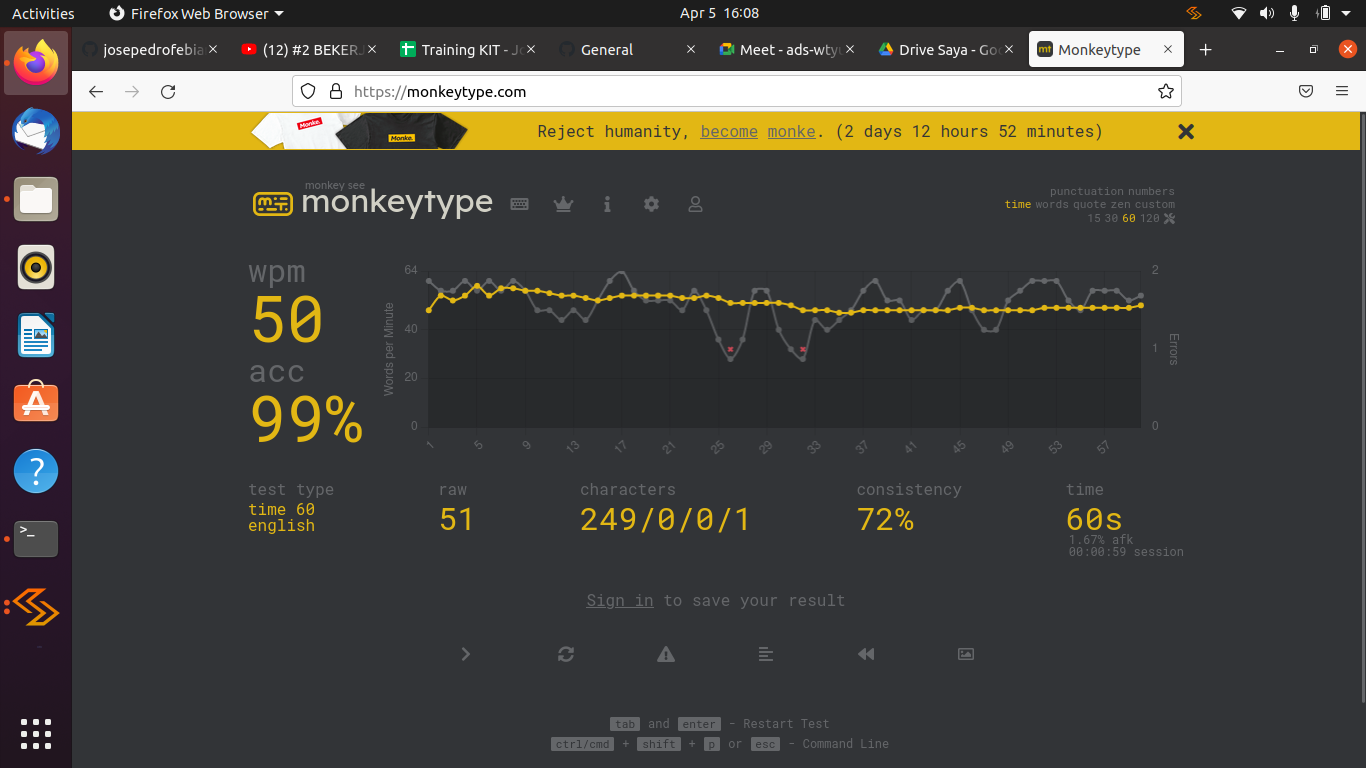 Activities Firefox Web Browser Apr 5 16:08
josepedrofebia (12) #2 BEKERJ Training KIT - Jo General Meet - ads-wtyu Drive Saya - Goo mt Monkeytype
https://monkeytype.com
Monke. Monke. Reject humanity, become monke. (2 days 12 hours 52 minutes)
monkey see
monkeytype
punctuation numbers
time words quote zen custom
15 30 60 120
wpm
50
acc
99%
Words per Minute
64
40
20
0
2
1
0
Errors
1 5 9 13 17 21 25 29 33 37 41 45 49 53 57
test type
time 60
english
raw
51
characters
249/0/0/1
consistency
72%
time
60s
1.67% afk
00:00:59 session
Sign in to save your result
tab and enter - Restart Test
ctrl/cmd + shift + p or esc - Command Line